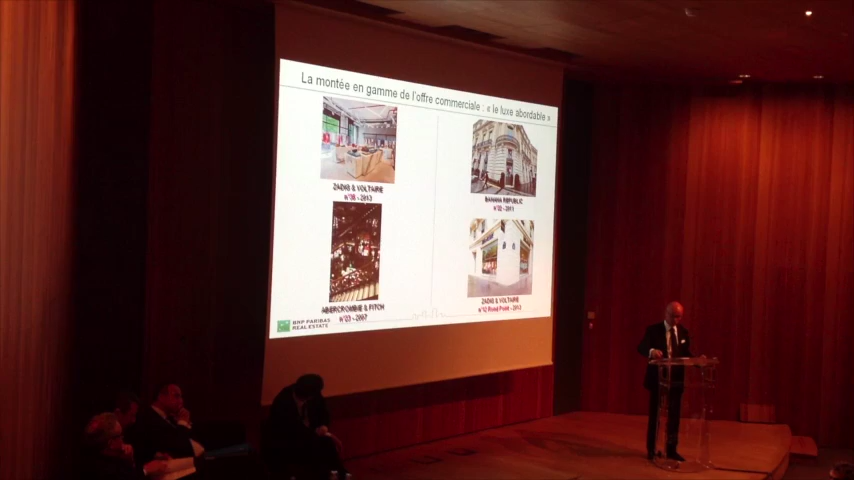 La montée en gamme de l'offre commerciale : « le luxe abordable »
ZADIG & VOLTAIRE
BANANA REPUBLIC
ABERCROMBIE & FITCH
ZADIG & VOLTAIRE
BNP PARIBAS
REAL ESTATE